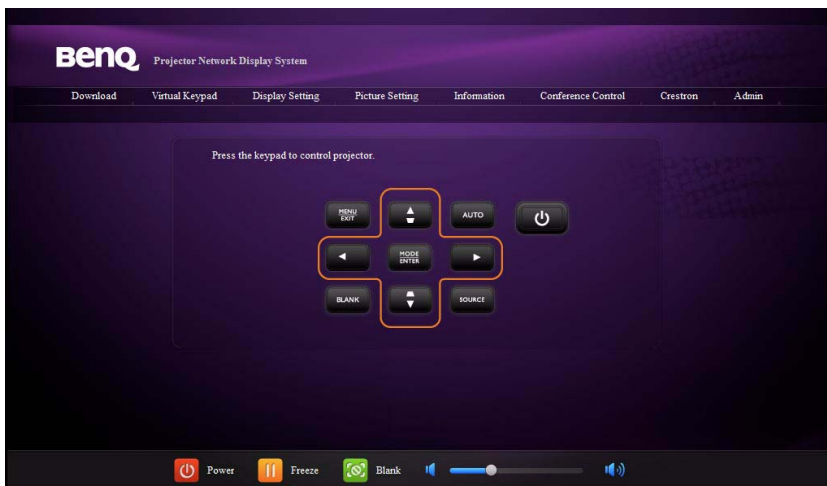 BenQ Projector Network Display System
Download Virtual Keypad Display Setting Picture Setting Information Conference Control Crestron Admin
Press the keypad to control projector.
MENU
EXIT
AUTO
MODE
ENTER
BLANK
SOURCE
Power Freeze Blank